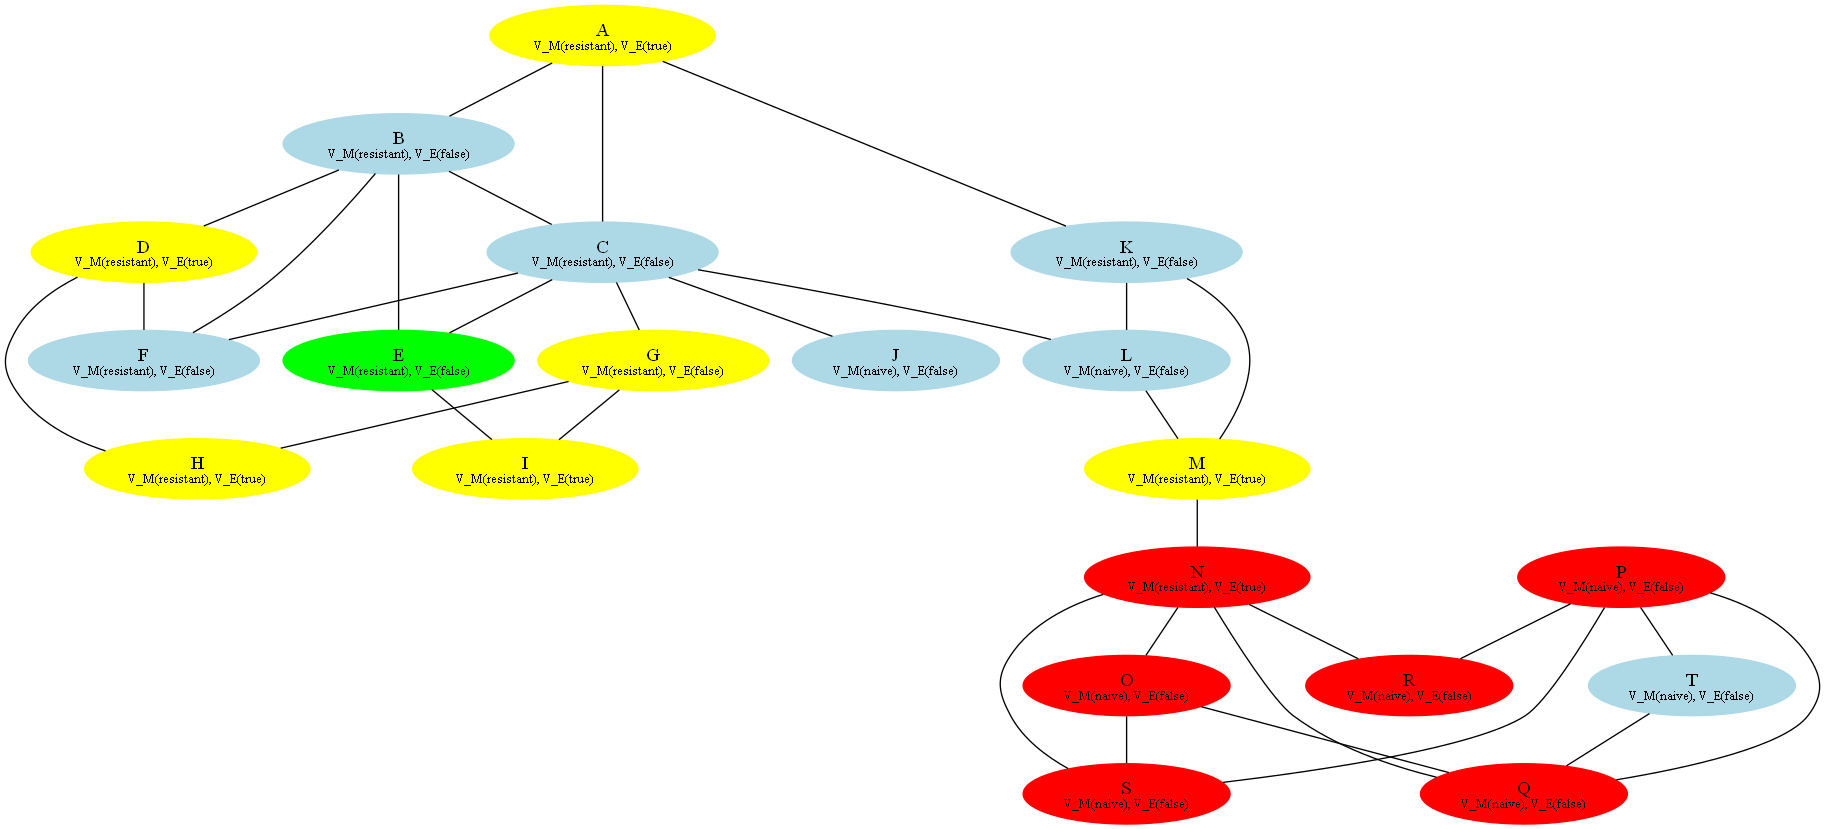 A
V_M(resistant), V_E(true)
B
V_M(resistant), V_E(false)
D
V_M(resistant), V_E(true)
C
V_M(resistant), V_E(false)
K
V_M(resistant), V_E(false)
F
V_M(resistant), V_E(false)
E
V_M(resistant), V_E(false)
G
V_M(resistant), V_E(false)
J
V_M(naive), V_E(false)
L
V_M(naive), V_E(false)
H
V_M(resistant), V_E(true)
I
V_M(resistant), V_E(true)
M
V_M(resistant), V_E(true)
N
V_M(resistant), V_E(true)
P
V_M(naive), V_E(false)
O
V_M(naive), V_E(false)
R
V_M(naive), V_E(false)
T
V_M(naive), V_E(false)
S
V_M(naive), V_E(false)
Q
V_M(naive), V_E(false)